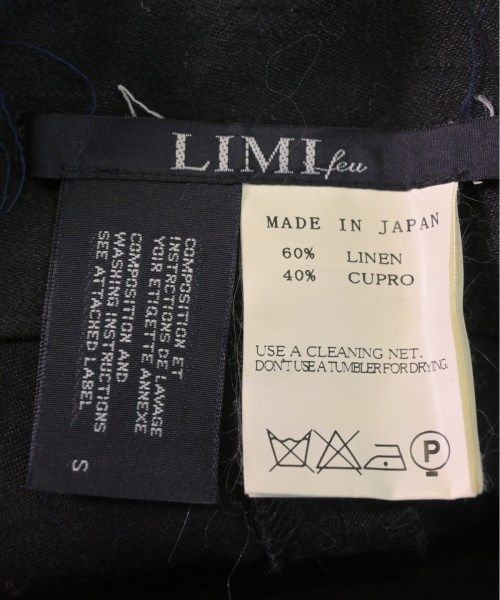 LIMI feu
COMPOSITION ET
INSTRUCTIONS DE LAVAGE
VOIR ETIQUETTE ANNEXE
COMPOSITION AND
WASHING INSTRUCTIONS
SEE ATTACHED LABEL
S
MADE IN JAPAN
60% LINEN
40% CUPRO
USE A CLEANING NET.
DON'T USE A TUMBLER FOR DRYING.
P